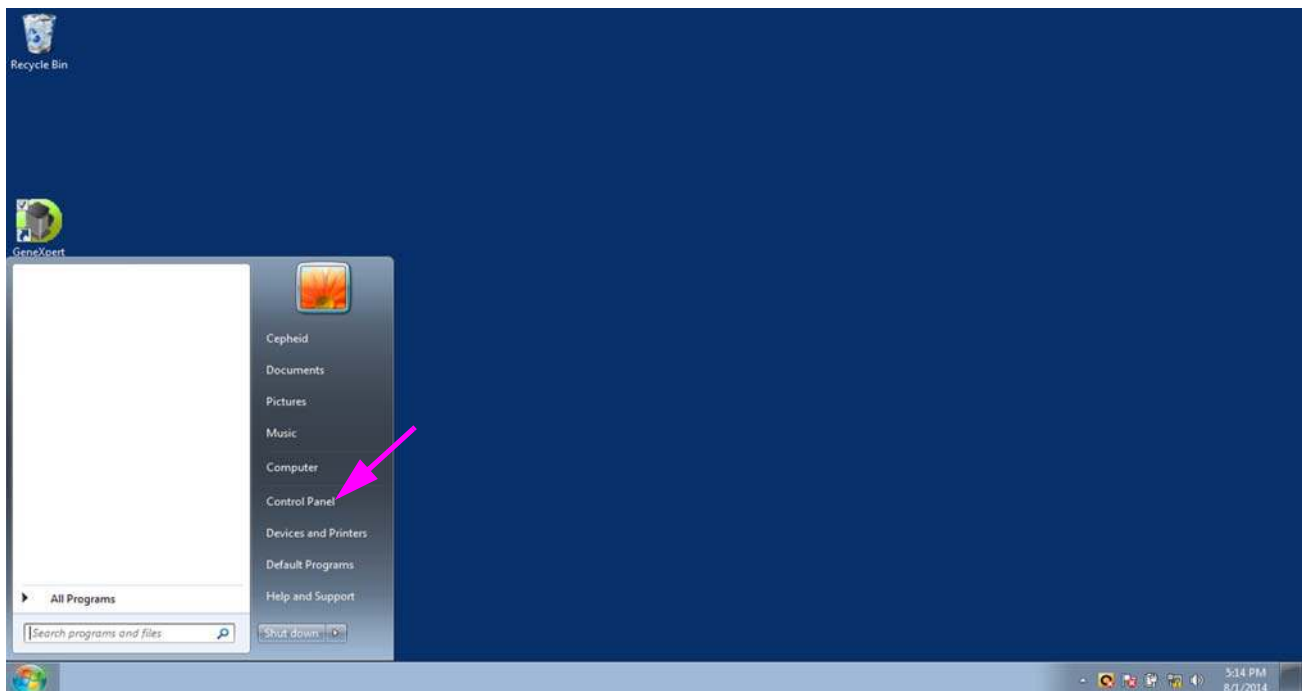 Recycle Bin
GeneXpert
Cepheid
Documents
Pictures
Music
Computer
Control Panel
Devices and Printers
Default Programs
Help and Support
All Programs
Search programs and files
Shut down
5:14 PM
8/1/2014